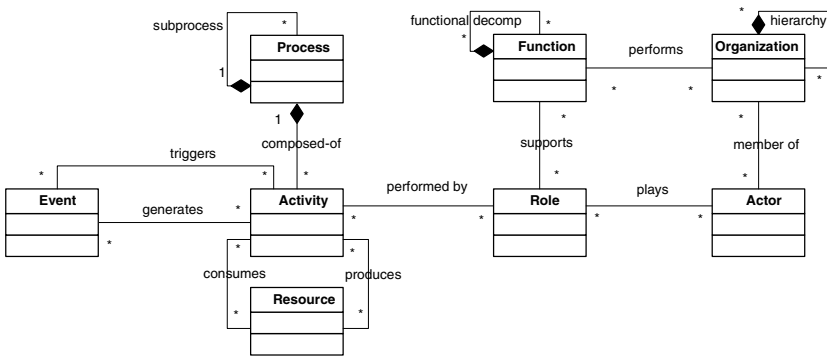 subprocess * functional decomp * * hierarchy
Process * Function performs Organization
1 * * *
1 * *
composed-of supports member of
triggers
* * * * *
Event generates * Activity performed by Role plays Actor
* * * * *
* *
consumes produces
Resource
* *